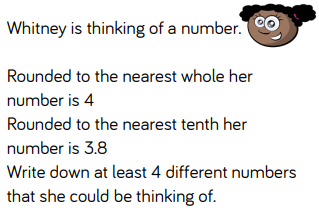 Whitney is thinking of a number.
Rounded to the nearest whole her
number is 4
Rounded to the nearest tenth her
number is 3.8
Write down at least 4 different numbers
that she could be thinking of.